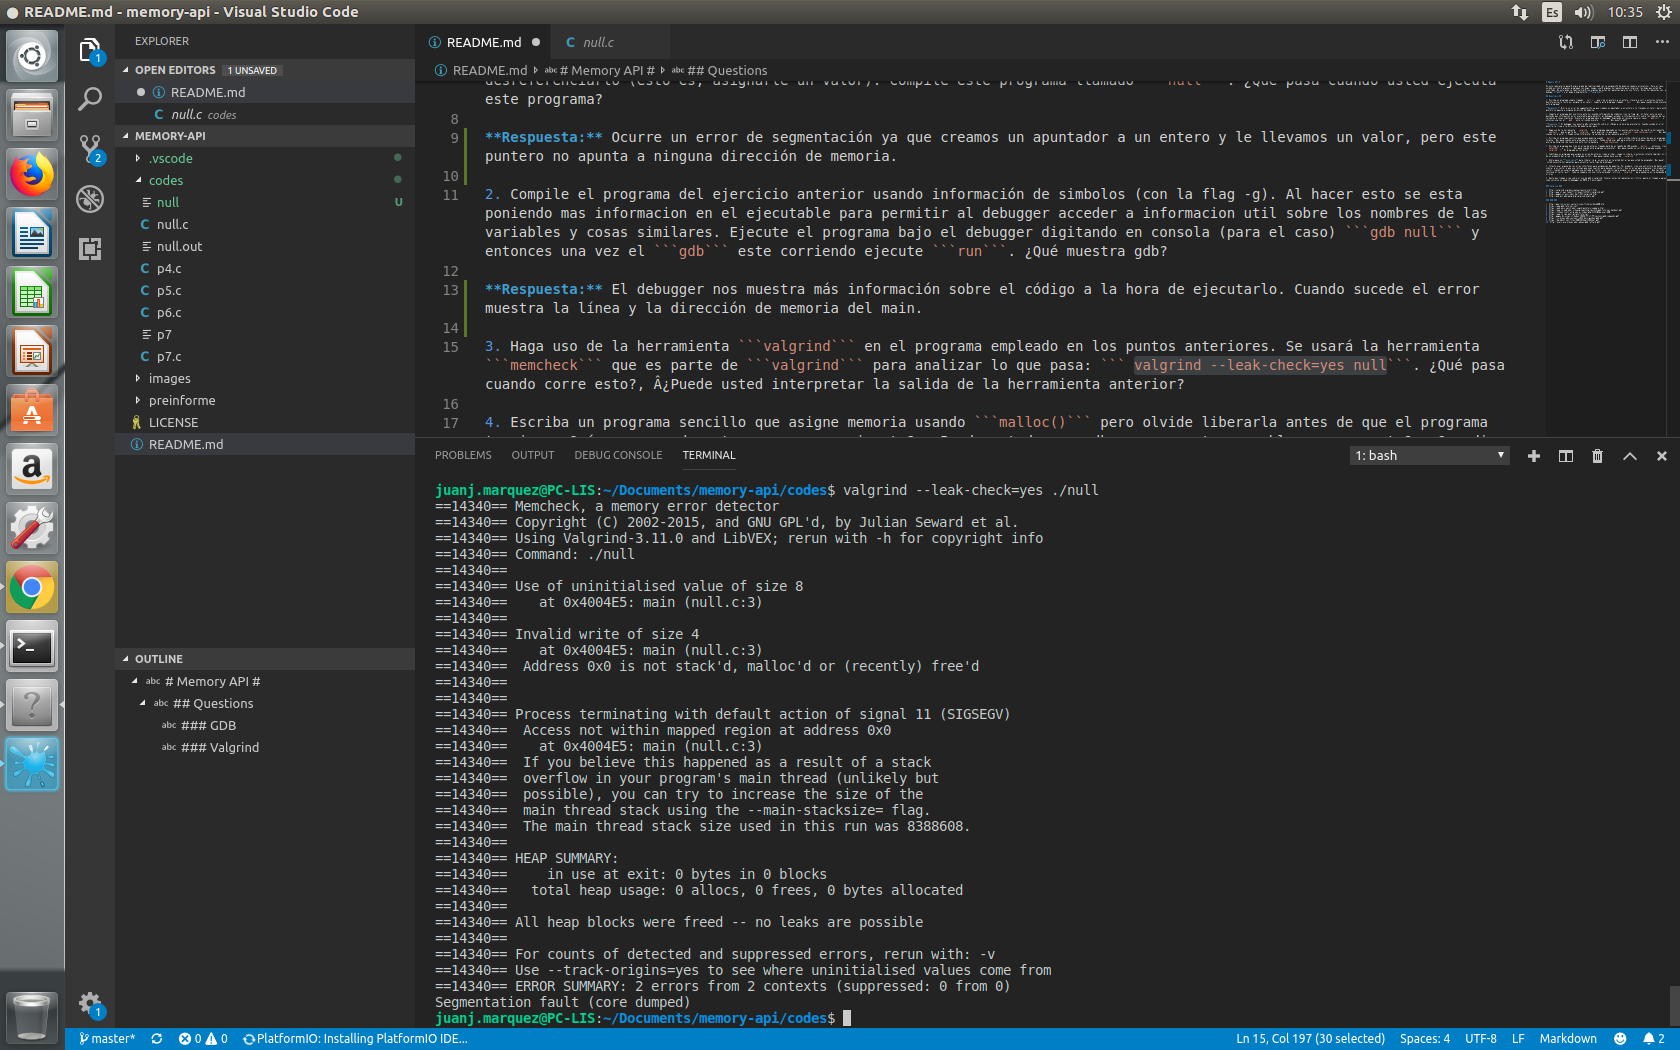 README.md - memory-api - Visual Studio Code
Es
10:35
EXPLORER
OPEN EDITORS 1 UNSAVED
README.md
null.c codes
MEMORY-API
.vscode
codes
null U
null.c
null.out
p4.c
p5.c
p6.c
p7
p7.c
images
preinforme
LICENSE
README.md
OUTLINE
abc # Memory API #
abc ## Questions
abc ### GDB
abc ### Valgrind
README.md
null.c
README.md abc # Memory API # abc ## Questions
desreferenciarlo (esto es, asignarle un valor). Compile este programa llamado ```null```. ¿Qué pasa cuando usted ejecuta
este programa?
8
9 **Respuesta:** Ocurre un error de segmentación ya que creamos un apuntador a un entero y le llevamos un valor, pero este
puntero no apunta a ninguna dirección de memoria.
10
11 2. Compile el programa del ejercicio anterior usando información de simbolos (con la flag -g). Al hacer esto se esta
poniendo mas informacion en el ejecutable para permitir al debugger acceder a informacion util sobre los nombres de las
variables y cosas similares. Ejecute el programa bajo el debugger digitando en consola (para el caso) ```gdb null``` y
entonces una vez el ```gdb``` este corriendo ejecute ```run```. ¿Qué muestra gdb?
12
13 **Respuesta:** El debugger nos muestra más información sobre el código a la hora de ejecutarlo. Cuando sucede el error
muestra la línea y la dirección de memoria del main.
14
15 3. Haga uso de la herramienta ```valgrind``` en el programa empleado en los puntos anteriores. Se usará la herramienta
```memcheck``` que es parte de ```valgrind``` para analizar lo que pasa: ``` valgrind --leak-check=yes null```. ¿Qué pasa
cuando corre esto?, Â¿Puede usted interpretar la salida de la herramienta anterior?
16
17 4. Escriba un programa sencillo que asigne memoria usando ```malloc()``` pero olvide liberarla antes de que el programa
PROBLEMS OUTPUT DEBUG CONSOLE TERMINAL 1: bash
juanj.marquez@PC-LIS:~/Documents/memory-api/codes$ valgrind --leak-check=yes ./null
==14340== Memcheck, a memory error detector
==14340== Copyright (C) 2002-2015, and GNU GPL'd, by Julian Seward et al.
==14340== Using Valgrind-3.11.0 and LibVEX; rerun with -h for copyright info
==14340== Command: ./null
==14340==
==14340== Use of uninitialised value of size 8
==14340==    at 0x4004E5: main (null.c:3)
==14340==
==14340== Invalid write of size 4
==14340==    at 0x4004E5: main (null.c:3)
==14340==  Address 0x0 is not stack'd, malloc'd or (recently) free'd
==14340==
==14340==
==14340== Process terminating with default action of signal 11 (SIGSEGV)
==14340==  Access not within mapped region at address 0x0
==14340==    at 0x4004E5: main (null.c:3)
==14340==  If you believe this happened as a result of a stack
==14340==  overflow in your program's main thread (unlikely but
==14340==  possible), you can try to increase the size of the
==14340==  main thread stack using the --main-stacksize= flag.
==14340==  The main thread stack size used in this run was 8388608.
==14340==
==14340== HEAP SUMMARY:
==14340==     in use at exit: 0 bytes in 0 blocks
==14340==   total heap usage: 0 allocs, 0 frees, 0 bytes allocated
==14340==
==14340== All heap blocks were freed -- no leaks are possible
==14340==
==14340== For counts of detected and suppressed errors, rerun with: -v
==14340== Use --track-origins=yes to see where uninitialised values come from
==14340== ERROR SUMMARY: 2 errors from 2 contexts (suppressed: 0 from 0)
Segmentation fault (core dumped)
juanj.marquez@PC-LIS:~/Documents/memory-api/codes$
master* 0 0 PlatformIO: Installing PlatformIO IDE... Ln 15, Col 197 (30 selected) Spaces: 4 UTF-8 LF Markdown 2